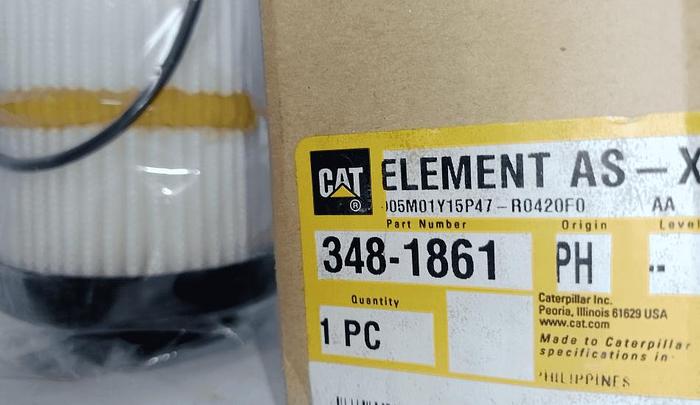 CAT
®
ELEMENT AS-X
05M01Y15P47-R0420F0 AA
Part Number Origin Level
348-1861 PH --
Quantity
1 PC
Caterpillar Inc.
Peoria, Illinois 61629 USA
www.cat.com
Made to Caterpillar
specifications in
PHILIPPINES